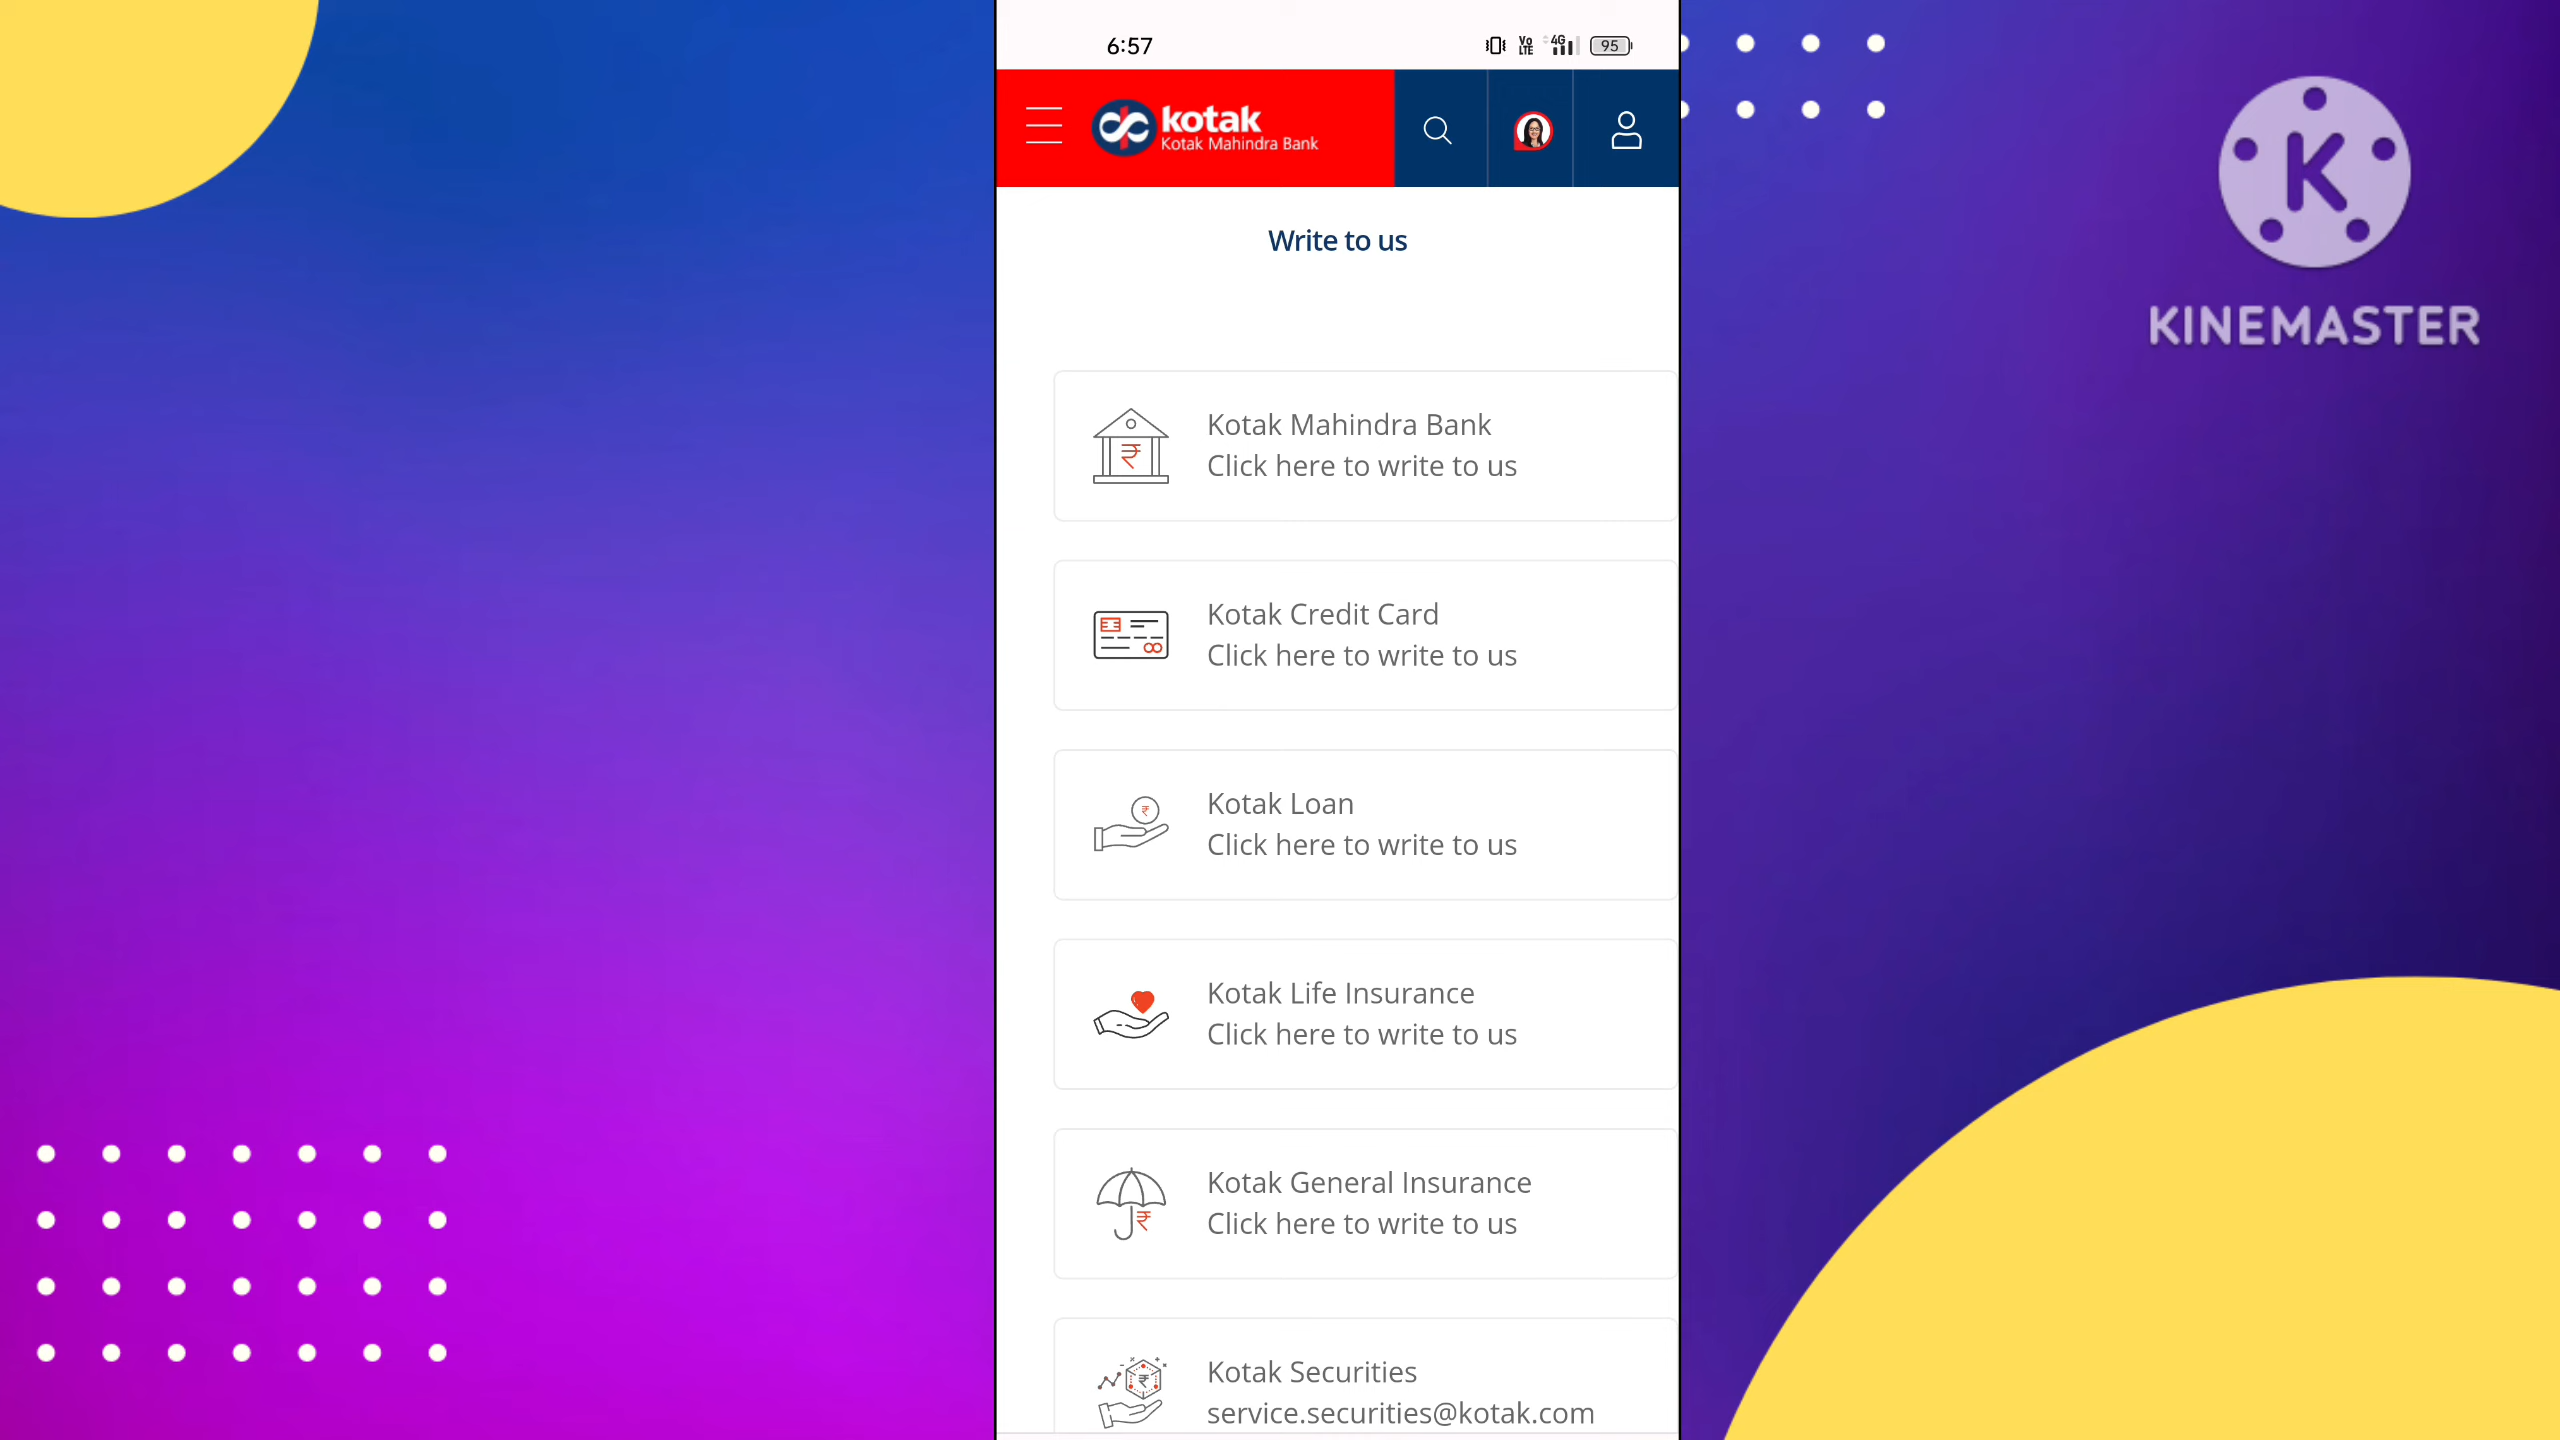 6:57
Vo LTE 4G 95
kotak
Kotak Mahindra Bank
KINEMASTER
Write to us
Kotak Mahindra Bank
Click here to write to us
Kotak Credit Card
Click here to write to us
Kotak Loan
Click here to write to us
Kotak Life Insurance
Click here to write to us
Kotak General Insurance
Click here to write to us
Kotak Securities
service.securities@kotak.com